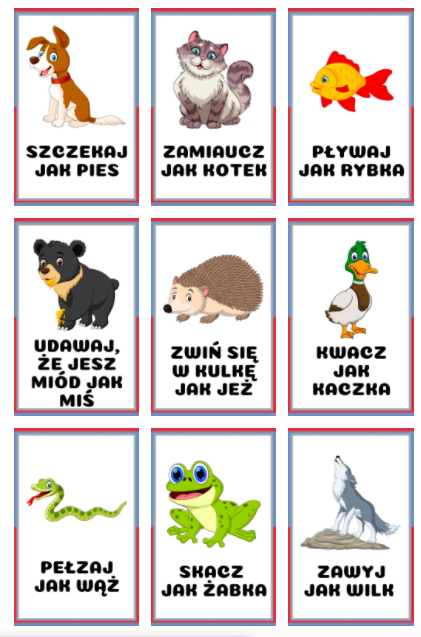 SZCZEKAJ
JAK PIES
ZAMIAUCZ
JAK KOTEK
PŁYWAJ
JAK RYBKA
UDAWAJ,
ŻE JESZ
MIÓD JAK
MIŚ
ZWIŃ SIĘ
W KULKĘ
JAK JEŻ
KWACZ
JAK
KACZKA
PEŁZAJ
JAK WĄŻ
SKACZ
JAK ŻABKA
ZAWYJ
JAK WILK